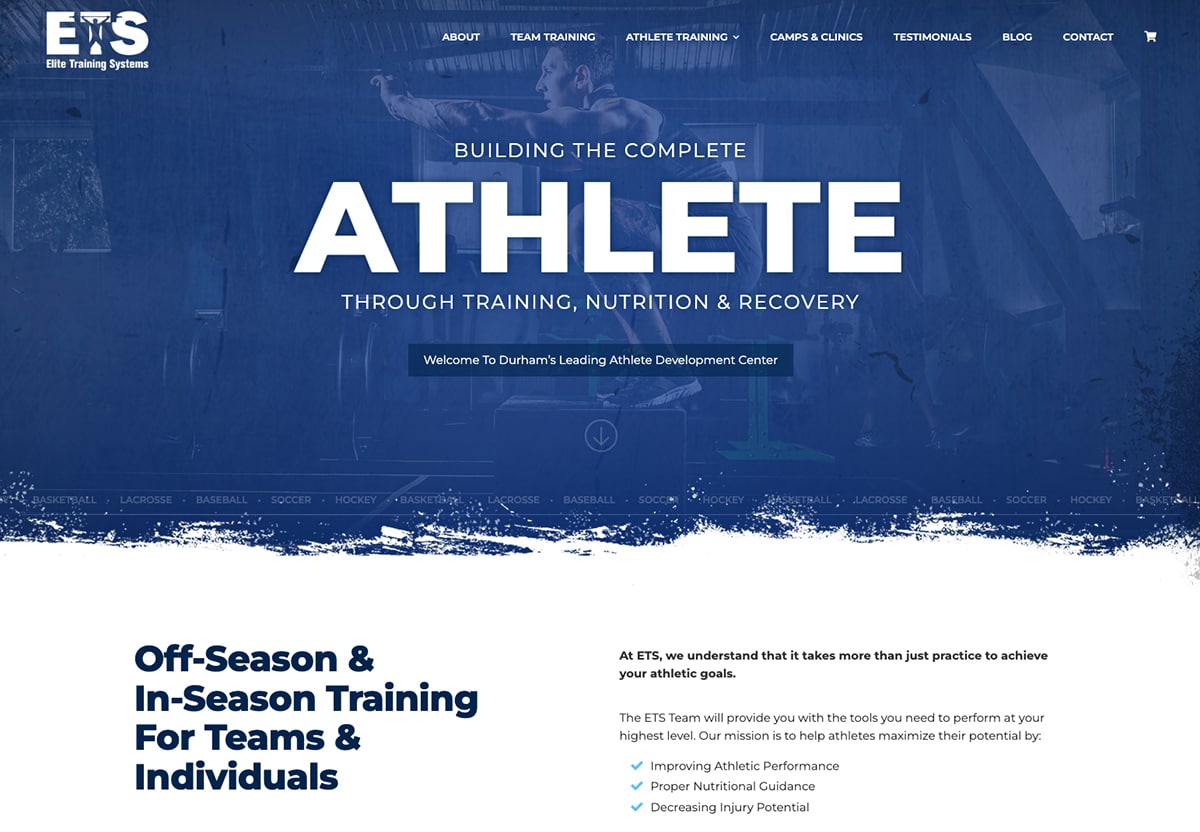 ETS
Elite Training Systems
ABOUT TEAM TRAINING ATHLETE TRAINING CAMPS & CLINICS TESTIMONIALS BLOG CONTACT
BUILDING THE COMPLETE
ATHLETE
THROUGH TRAINING, NUTRITION & RECOVERY
Welcome To Durham's Leading Athlete Development Center
BASKETBALL · LACROSSE · BASEBALL · SOCCER · HOCKEY · BASKETBALL · LACROSSE · BASEBALL · SOCCER · HOCKEY · BASKETBALL · LACROSSE · BASEBALL · SOCCER · HOCKEY ·
Off-Season &
In-Season Training
For Teams &
Individuals
At ETS, we understand that it takes more than just practice to achieve
your athletic goals.
The ETS Team will provide you with the tools you need to perform at your
highest level. Our mission is to help athletes maximize their potential by:
Improving Athletic Performance
Proper Nutritional Guidance
Decreasing Injury Potential